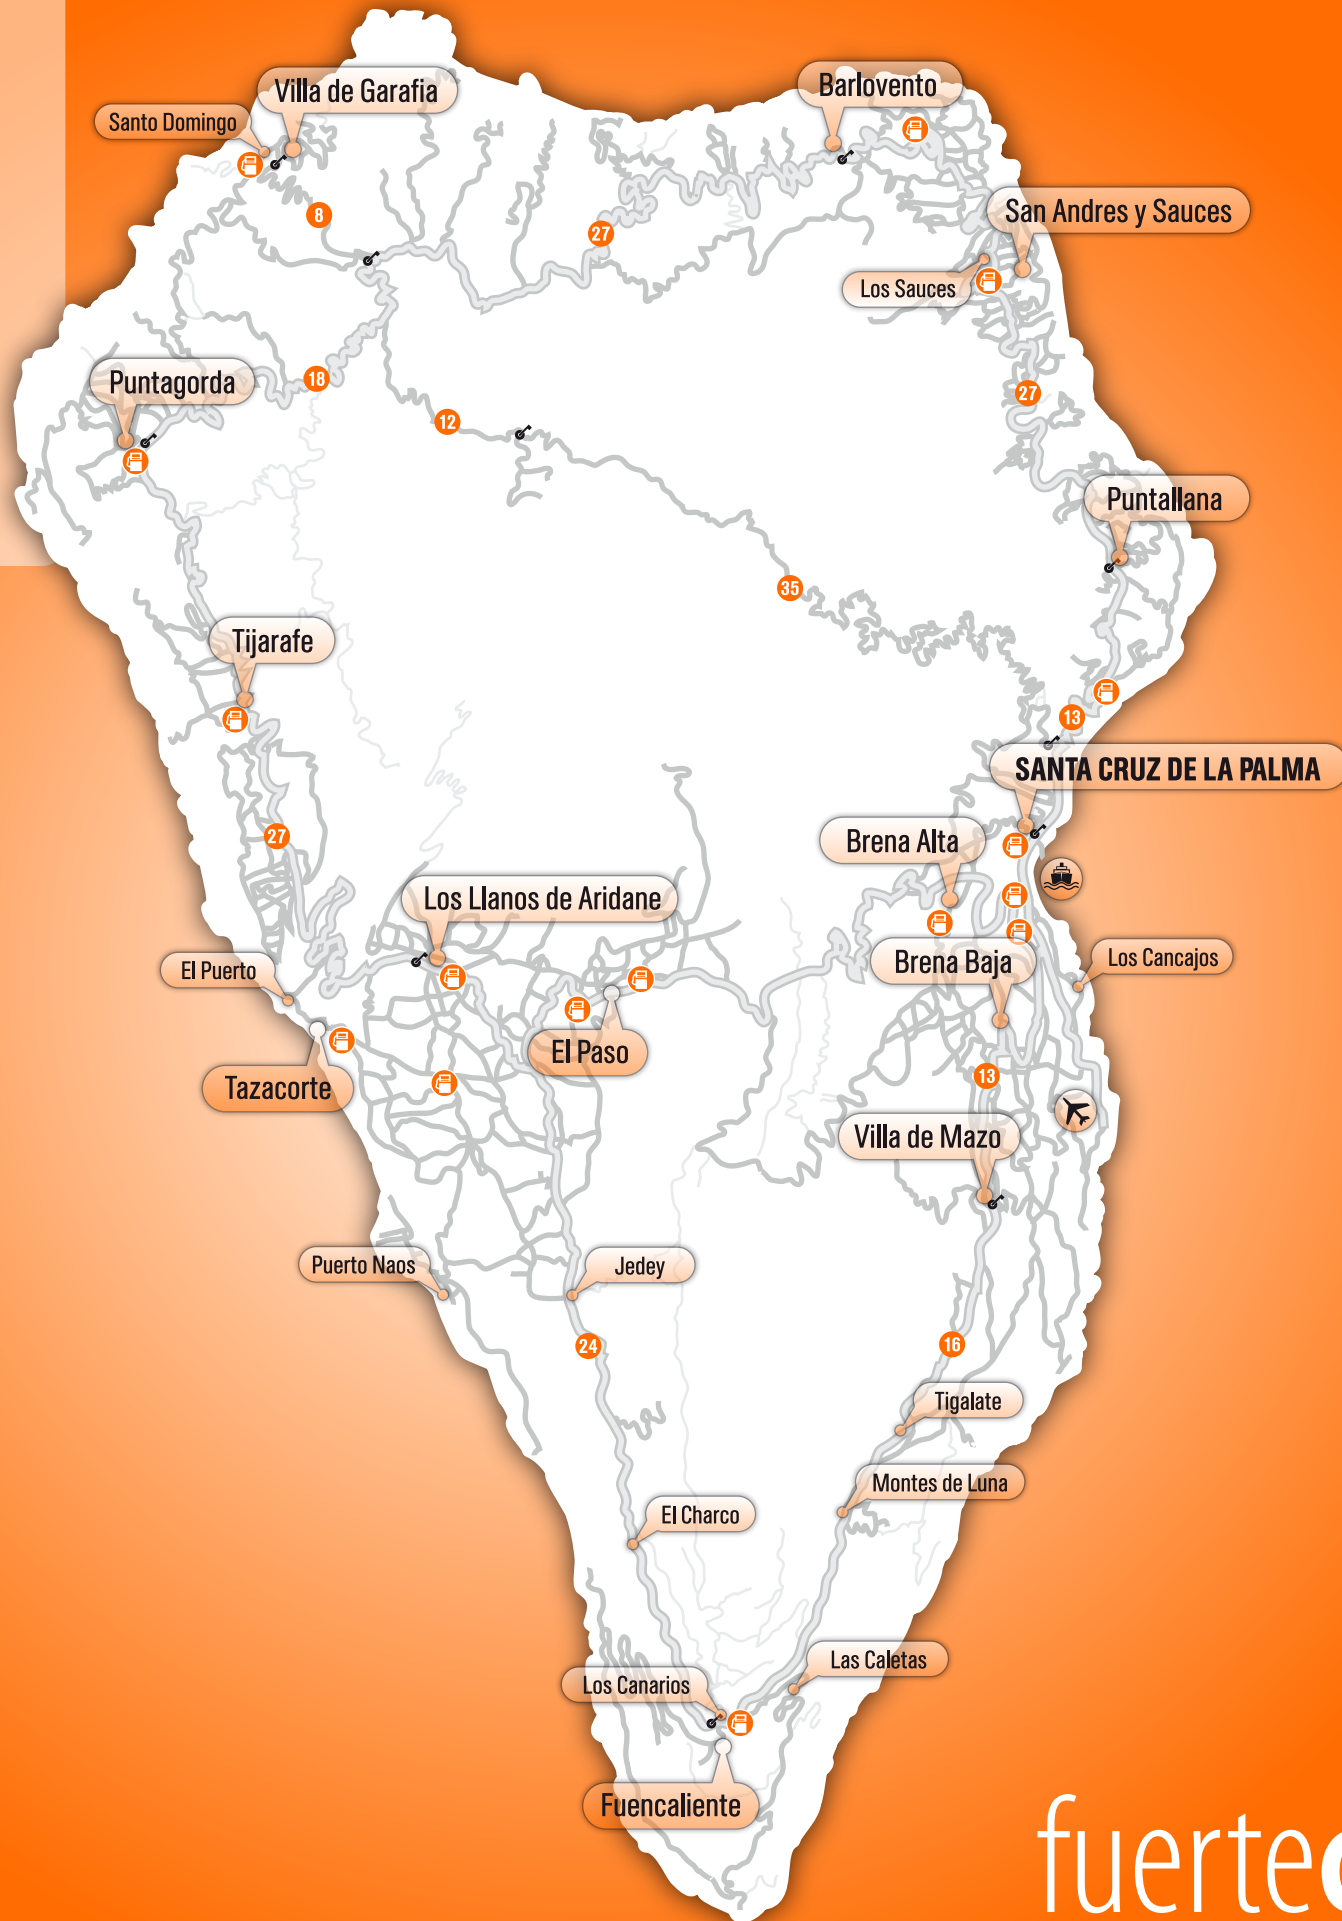 Villa de Garafia
Barlovento
Santo Domingo
San Andres y Sauces
8
27
Los Sauces
Puntagorda
18
27
12
Puntallana
35
Tijarafe
13
SANTA CRUZ DE LA PALMA
27
Brena Alta
Los Llanos de Aridane
El Puerto
Brena Baja
Los Cancajos
El Paso
Tazacorte
13
Villa de Mazo
Puerto Naos
Jedey
24
16
Tigalate
Montes de Luna
El Charco
Las Caletas
Los Canarios
Fuencaliente
fuerte